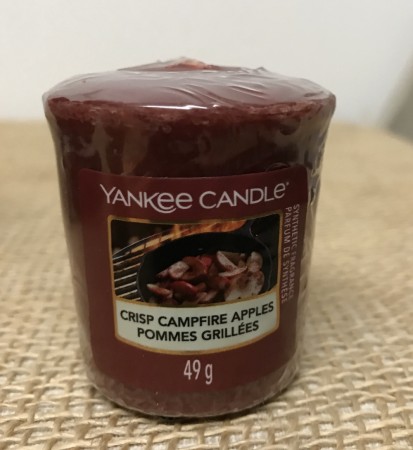 YANKEE CANDLE®
CRISP CAMPFIRE APPLES
POMMES GRILLÉES
49 g
SYNTHETIC FRAGRANCE
PARFUM DE SYNTHÈSE